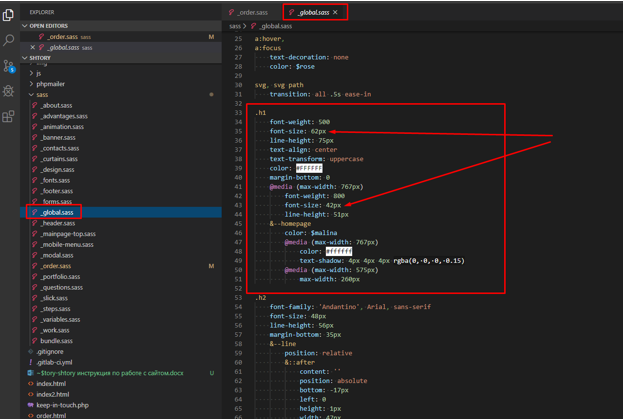 EXPLORER
OPEN EDITORS
_order.sass sass M
_global.sass sass
SHTORY
js
phpmailer
sass
_about.sass
_advantages.sass
_animation.sass
_banner.sass
_contacts.sass
_curtains.sass
_design.sass
_fonts.sass
_footer.sass
_forms.sass
_global.sass
_header.sass
_mainpage-top.sass
_mobile-menu.sass
_modal.sass
_order.sass M
_portfolio.sass
_questions.sass
_slick.sass
_steps.sass
_variables.sass
_work.sass
bundle.sass
.gitignore
.gitlab-ci.yml
~$tory-shtory инструкция по работе с сайтом.docx U
index.html
index2.html
keep-in-touch.php
order.html
_order.sass
_global.sass
sass > _global.sass
25 a:hover,
26 a:focus
27 text-decoration: none
28 color: $rose
29
30 svg, svg path
31 transition: all .5s ease-in
32
33 .h1
34 font-weight: 500
35 font-size: 62px
36 line-height: 75px
37 text-align: center
38 text-transform: uppercase
39 color: #FFFFFF
40 margin-bottom: 0
41 @media (max-width: 767px)
42 font-weight: 800
43 font-size: 42px
44 line-height: 51px
45 &--homepage
46 color: $malina
47 @media (max-width: 767px)
48 color: #ffffff
49 text-shadow: 4px 4px 4px rgba(0, 0, 0, 0.15)
50 @media (max-width: 575px)
51 max-width: 260px
52
53 .h2
54 font-family: 'Andantino', Arial, sans-serif
55 font-size: 48px
56 line-height: 56px
57 margin-bottom: 35px
58 &--line
59 position: relative
60 &::after
61 content: ''
62 position: absolute
63 bottom: -17px
64 left: 0
65 height: 1px
66 width: 47px